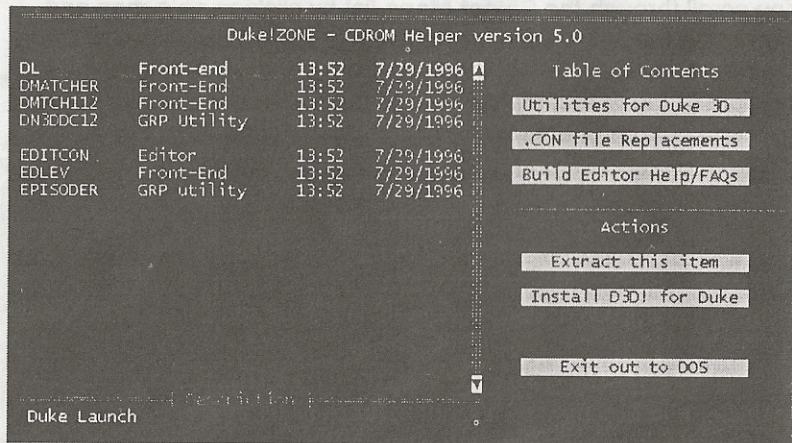 Duke!ZONE - CDROM Helper version 5.0
DL Front-end 13:52 7/29/1996
DMATCHER Front-End 13:52 7/29/1996
DMTCH112 Front-End 13:52 7/29/1996
DN3DDC12 GRP Utility 13:52 7/29/1996
EDITCON Editor 13:52 7/29/1996
EDLEV Front-End 13:52 7/29/1996
EPISODER GRP utility 13:52 7/29/1996
Table of Contents
Utilities for Duke 3D
.CON file Replacements
Build Editor Help/FAQs
Actions
Extract this item
Install D3D! for Duke
Exit out to DOS
Description
Duke Launch